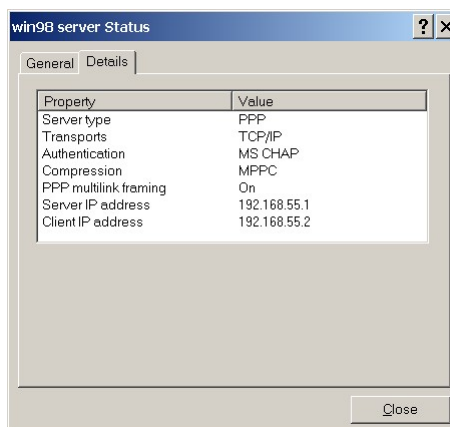 win98 server Status
General Details
Property Value
Server type PPP
Transports TCP/IP
Authentication MS CHAP
Compression MPPC
PPP multilink framing On
Server IP address 192.168.55.1
Client IP address 192.168.55.2
Close